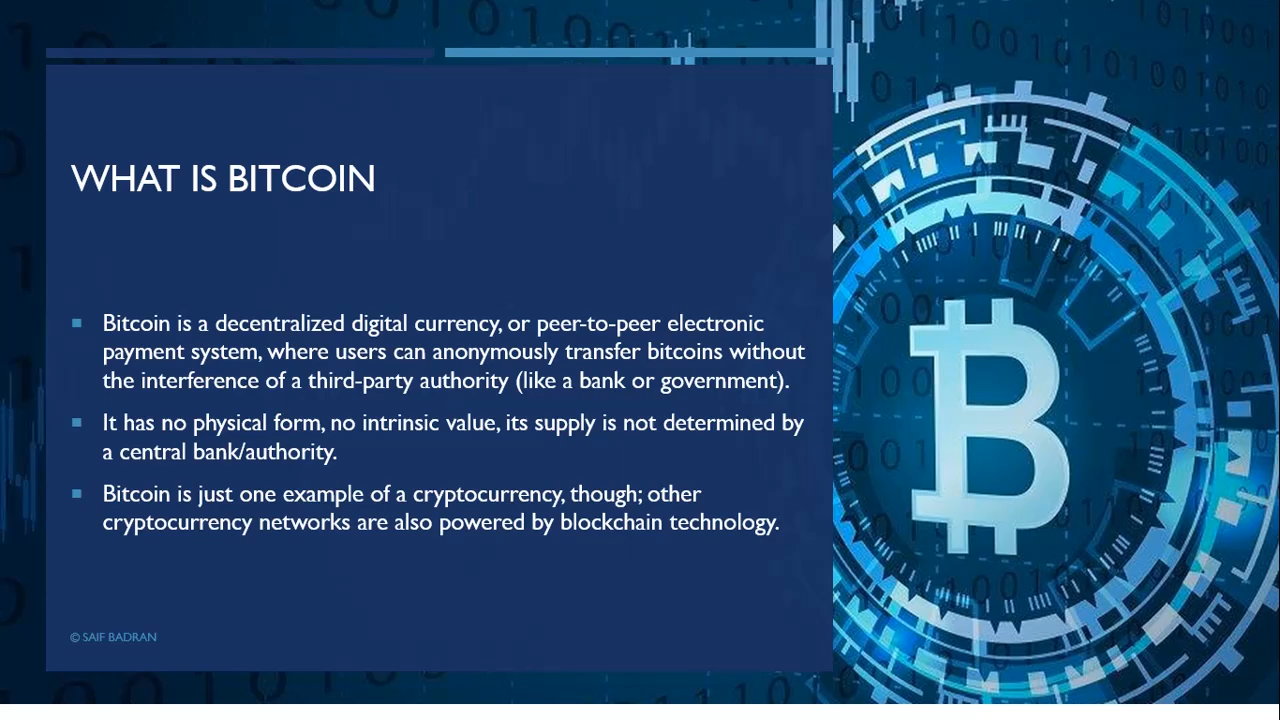 WHAT IS BITCOIN
Bitcoin is a decentralized digital currency, or peer-to-peer electronic
payment system, where users can anonymously transfer bitcoins without
the interference of a third-party authority (like a bank or government).
It has no physical form, no intrinsic value, its supply is not determined by
a central bank/authority.
Bitcoin is just one example of a cryptocurrency, though; other
cryptocurrency networks are also powered by blockchain technology.
© SAIF BADRAN